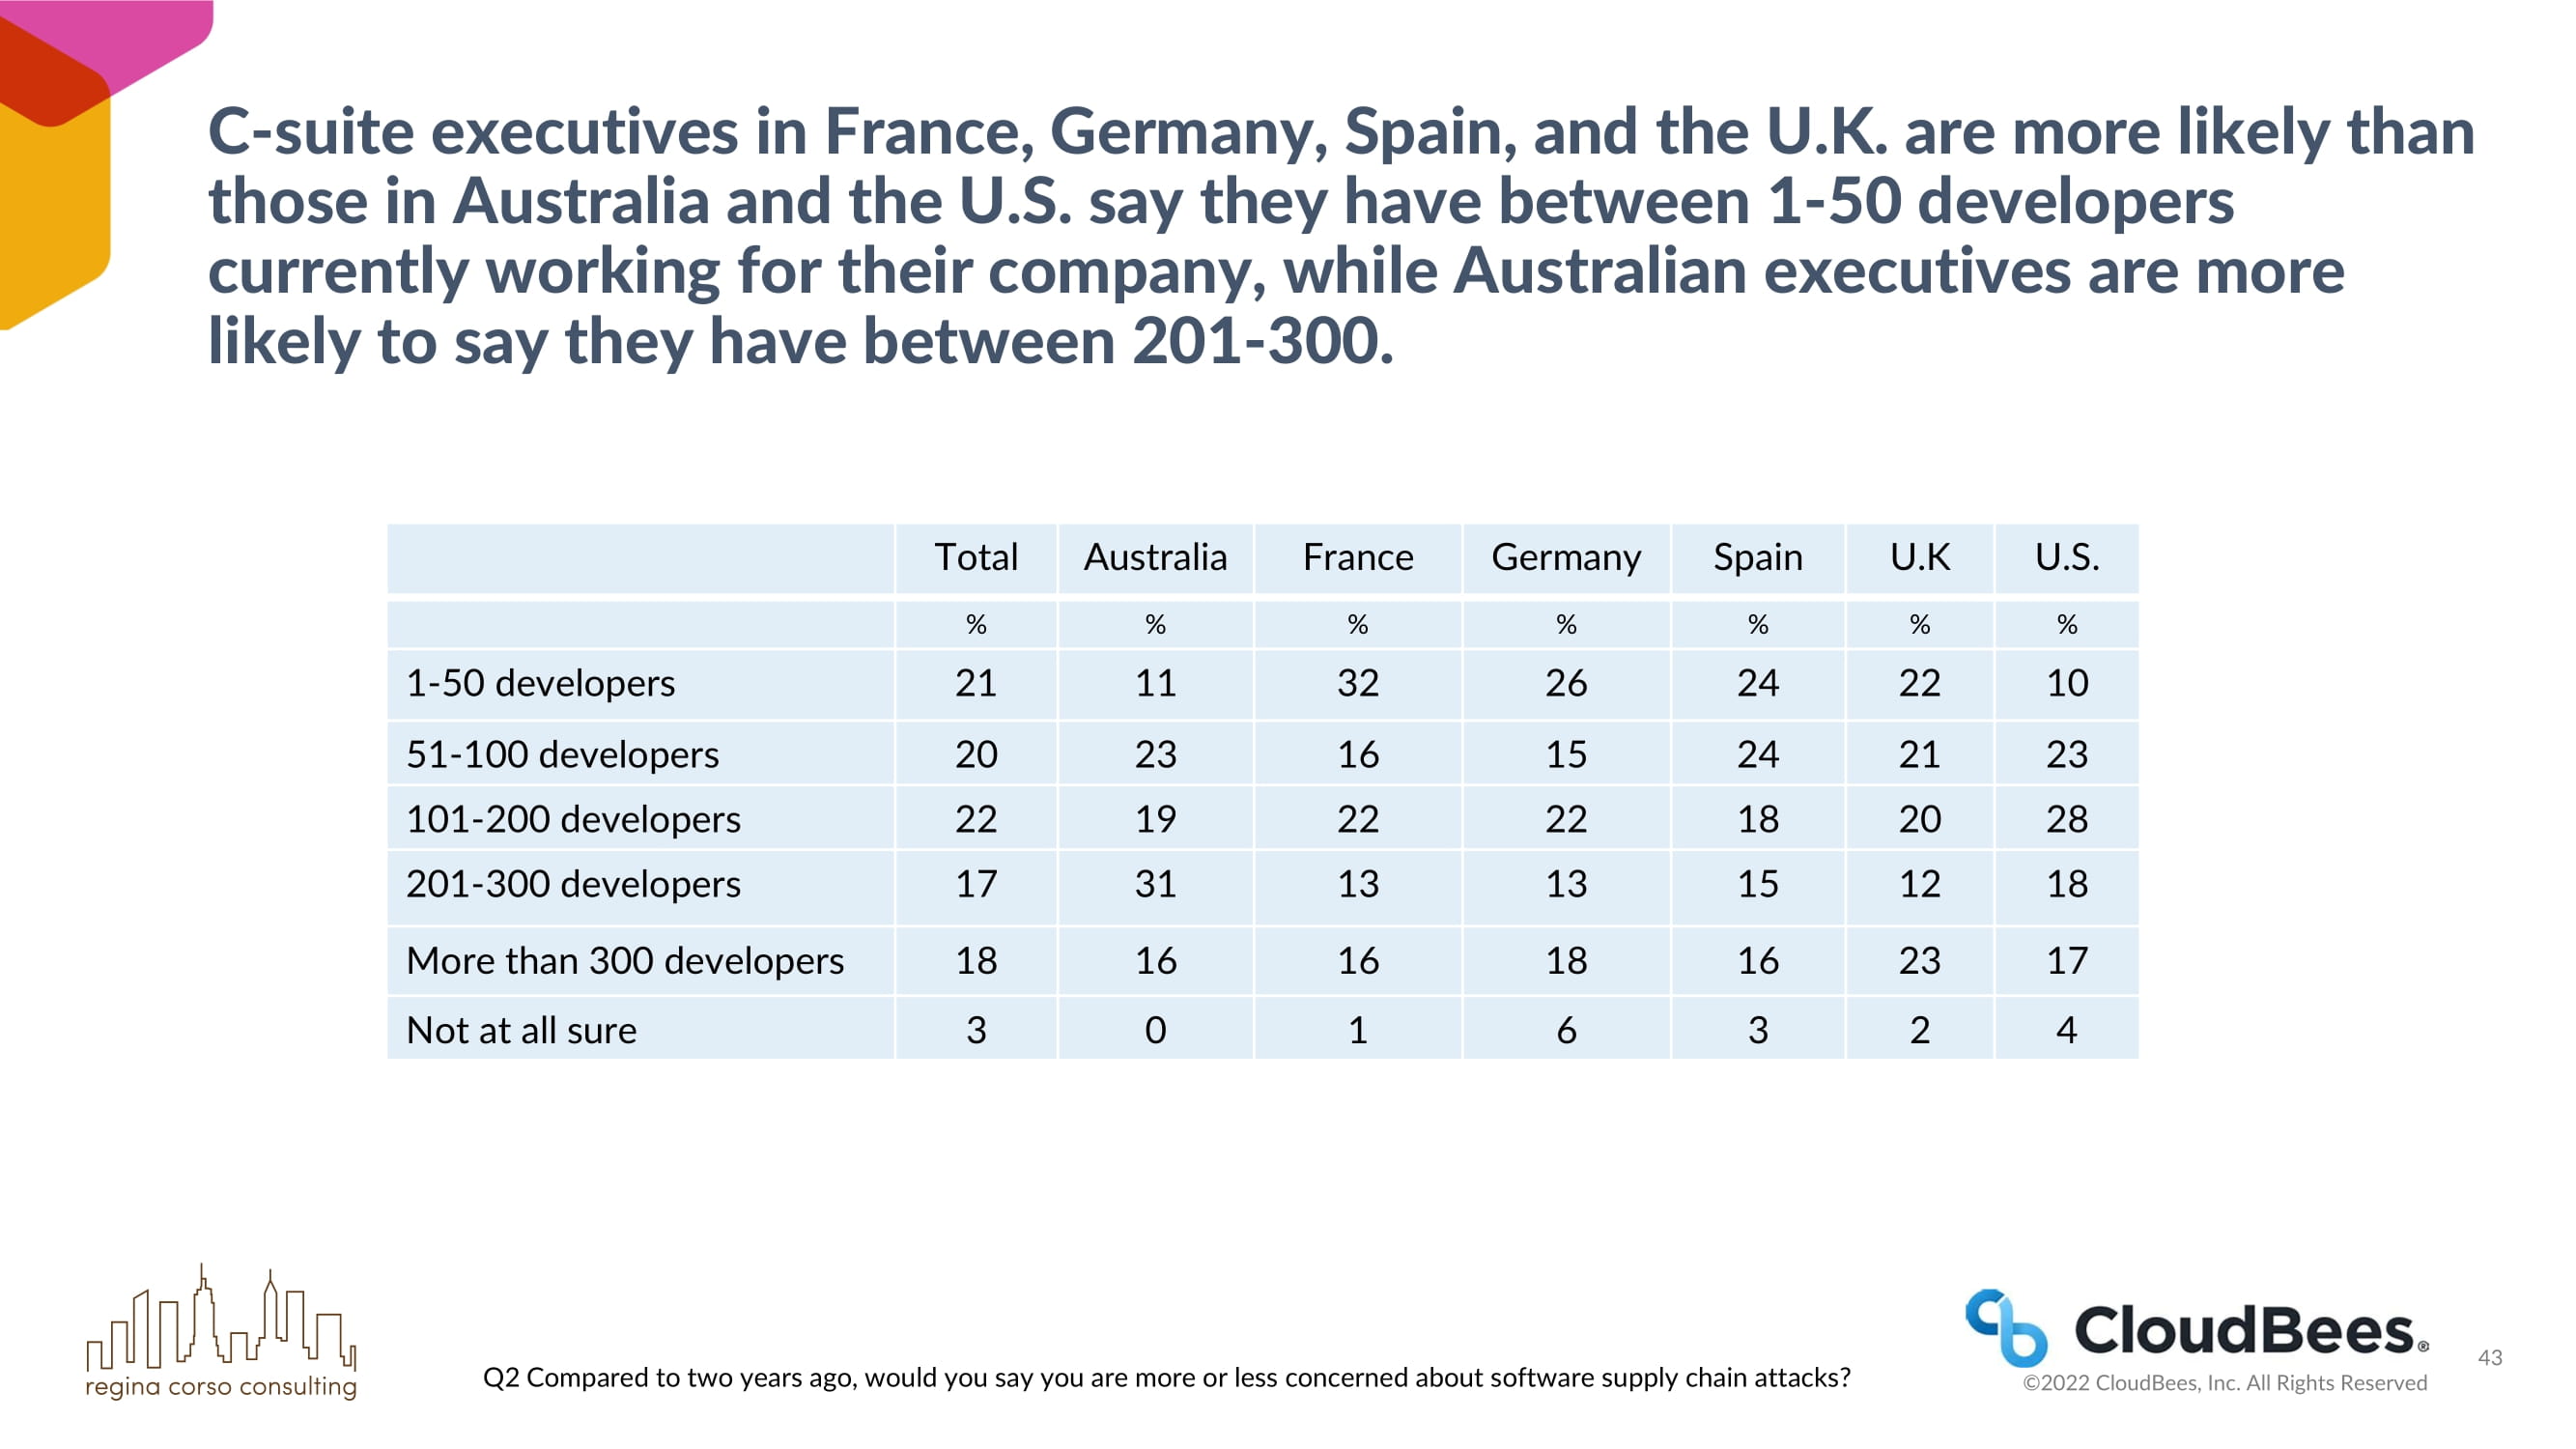 C-suite executives in France, Germany, Spain, and the U.K. are more likely than
those in Australia and the U.S. say they have between 1-50 developers
currently working for their company, while Australian executives are more
likely to say they have between 201-300.
Total Australia France Germany Spain U.K U.S.
% % % % % % %
1-50 developers 21 11 32 26 24 22 10
51-100 developers 20 23 16 15 24 21 23
101-200 developers 22 19 22 22 18 20 28
201-300 developers 17 31 13 13 15 12 18
More than 300 developers 18 16 16 18 16 23 17
Not at all sure 3 0 1 6 3 2 4
regina corso consulting
Q2 Compared to two years ago, would you say you are more or less concerned about software supply chain attacks?
CloudBees®
©2022 CloudBees, Inc. All Rights Reserved
43